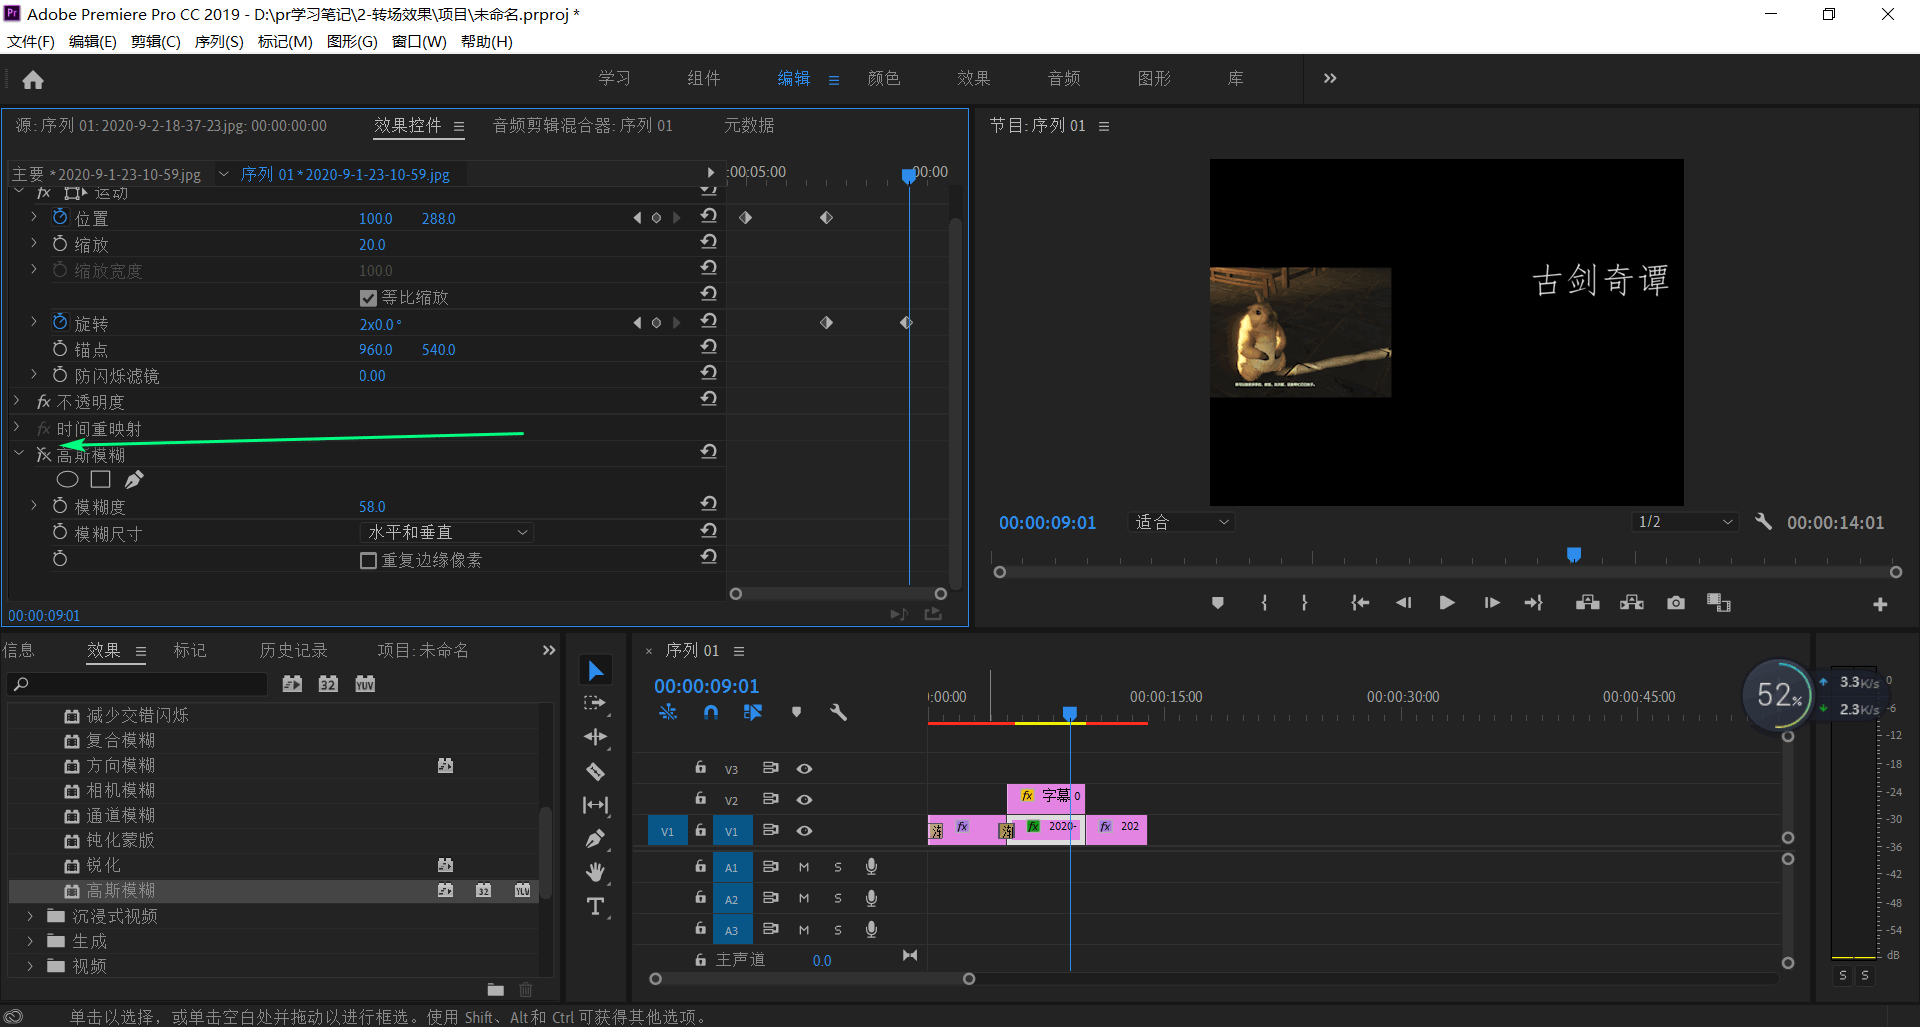 Adobe Premiere Pro CC 2019 - D:\pr学习笔记\2-转场效果\项目\未命名.prproj *
文件(F) 编辑(E) 剪辑(C) 序列(S) 标记(M) 图形(G) 窗口(W) 帮助(H)
学习 组件 编辑 颜色 效果 音频 图形 库
源: 序列 01: 2020-9-2-18-37-23.jpg: 00:00:00:00 效果控件 音频剪辑混合器: 序列 01 元数据
节目: 序列 01
主要 * 2020-9-1-23-10-59.jpg 序列 01 * 2020-9-1-23-10-59.jpg
:00:05:00 00:00
fx 运动
位置 100.0 288.0
缩放 20.0
缩放宽度 100.0
等比缩放
旋转 2x0.0 °
锚点 960.0 540.0
防闪烁滤镜 0.00
fx 不透明度
fx 时间重映射
fx 高斯模糊
模糊度 58.0
模糊尺寸 水平和垂直
重复边缘像素
00:00:09:01
古剑奇谭
00:00:09:01 适合 1/2 00:00:14:01
信息 效果 标记 历史记录 项目: 未命名
32 YUV
减少交错闪烁
复合模糊
方向模糊
相机模糊
通道模糊
钝化蒙版
锐化
高斯模糊 32 YUV
沉浸式视频
生成
视频
× 序列 01
00:00:09:01
:00:00 00:00:15:00 00:00:30:00 00:00:45:00
V3
V2 fx 字幕 0
V1 V1 fx fx 2020- fx 202
A1 M S
A2 M S
A3 M S
主声道 0.0
52% 3.3K/s
2.3K/s
0
-6
-12
-18
-24
-30
-36
-42
-48
-54
dB
S S
单击以选择，或单击空白处并拖动以进行框选。使用 Shift、Alt 和 Ctrl 可获得其他选项。